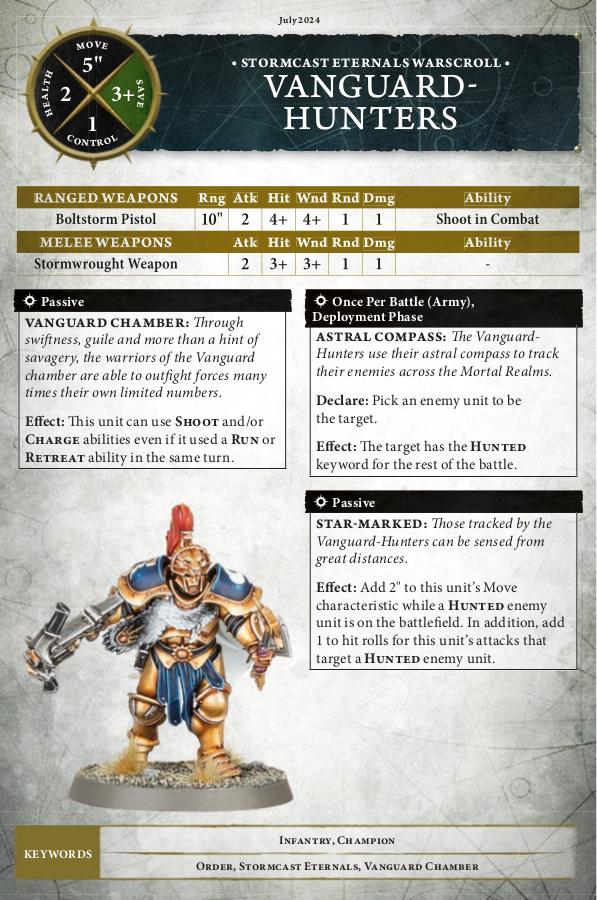 July 2024
MOVE
5"
HEALTH
2
3+
SAVE
1
CONTROL
• STORMCAST ETERNALS WARSCROLL •
VANGUARD-
HUNTERS
RANGED WEAPONS Rng Atk Hit Wnd Rnd Dmg Ability
Boltstorm Pistol 10" 2 4+ 4+ 1 1 Shoot in Combat
MELEE WEAPONS Atk Hit Wnd Rnd Dmg Ability
Stormwrought Weapon 2 3+ 3+ 1 1 -
Passive
VANGUARD CHAMBER: Through
swiftness, guile and more than a hint of
savagery, the warriors of the Vanguard
chamber are able to outfight forces many
times their own limited numbers.
Effect: This unit can use SHOOT and/or
CHARGE abilities even if it used a RUN or
RETREAT ability in the same turn.
Once Per Battle (Army),
Deployment Phase
ASTRAL COMPASS: The Vanguard-
Hunters use their astral compass to track
their enemies across the Mortal Realms.
Declare: Pick an enemy unit to be
the target.
Effect: The target has the HUNTED
keyword for the rest of the battle.
Passive
STAR-MARKED: Those tracked by the
Vanguard-Hunters can be sensed from
great distances.
Effect: Add 2" to this unit's Move
characteristic while a HUNTED enemy
unit is on the battlefield. In addition, add
1 to hit rolls for this unit's attacks that
target a HUNTED enemy unit.
KEYWORDS
INFANTRY, CHAMPION
ORDER, STORMCAST ETERNALS, VANGUARD CHAMBER